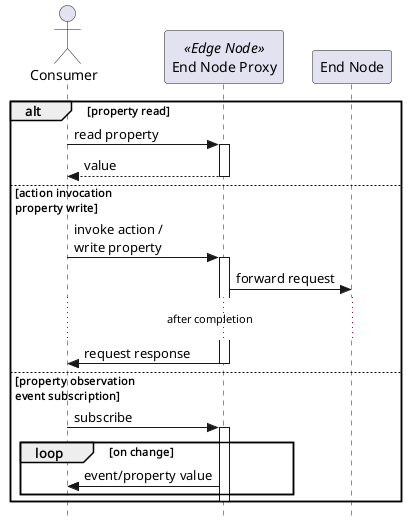 Consumer
«Edge Node»
End Node Proxy
End Node
alt [property read]
read property
value
[action invocation
property write]
invoke action /
write property
forward request
after completion
request response
[property observation
event subscription]
subscribe
loop [on change]
event/property value